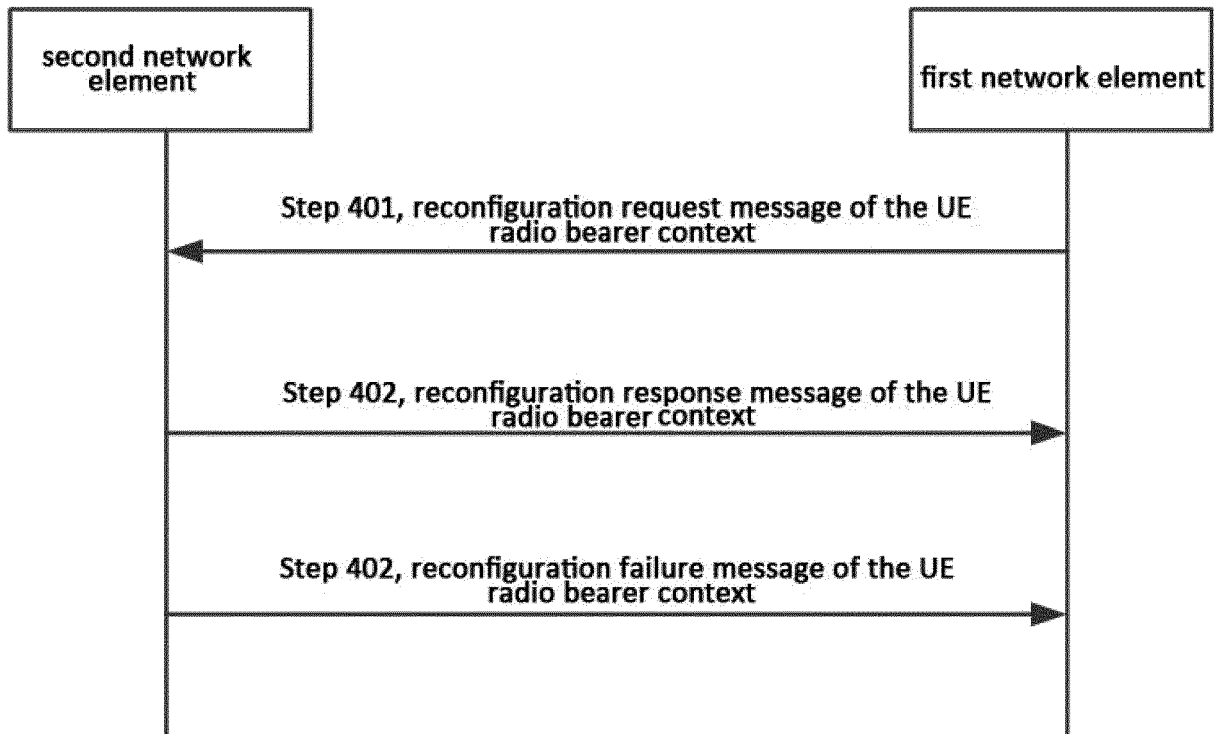 second network
element
first network element
Step 401, reconfiguration request message of the UE
radio bearer context
Step 402, reconfiguration response message of the UE
radio bearer context
Step 402, reconfiguration failure message of the UE
radio bearer context